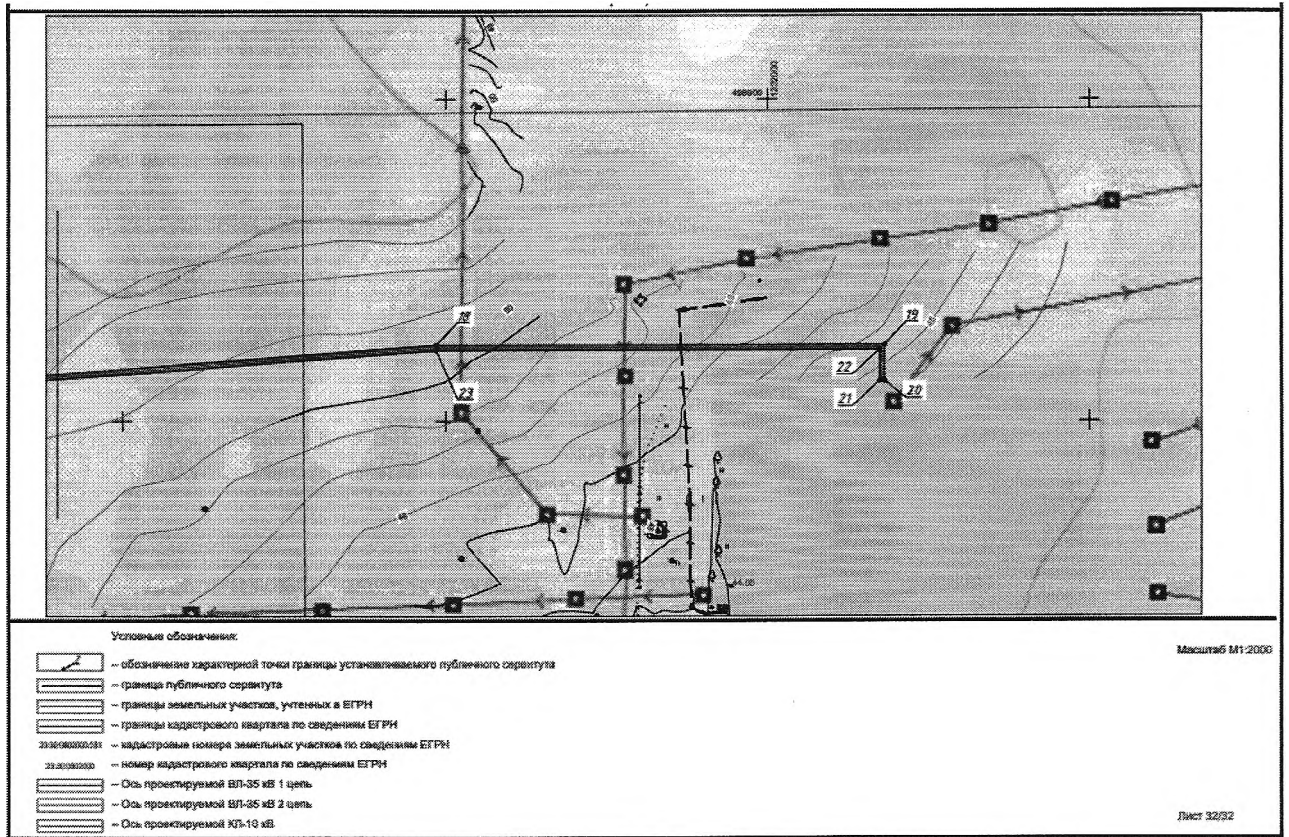 18
19
22
23
21
20
Условные обозначения:
Масштаб М1:2000
– обозначение характерной точки границы устанавливаемого публичного сервитута
– граница публичного сервитута
– границы земельных участков, учтенных в ЕГРН
– границы кадастрового квартала по сведениям ЕГРН
– кадастровые номера земельных участков по сведениям ЕГРН
– номер кадастрового квартала по сведениям ЕГРН
– Ось проектируемой ВЛ-35 кВ 1 цепь
– Ось проектируемой ВЛ-35 кВ 2 цепь
– Ось проектируемой КЛ-10 кВ
Лист 32/32